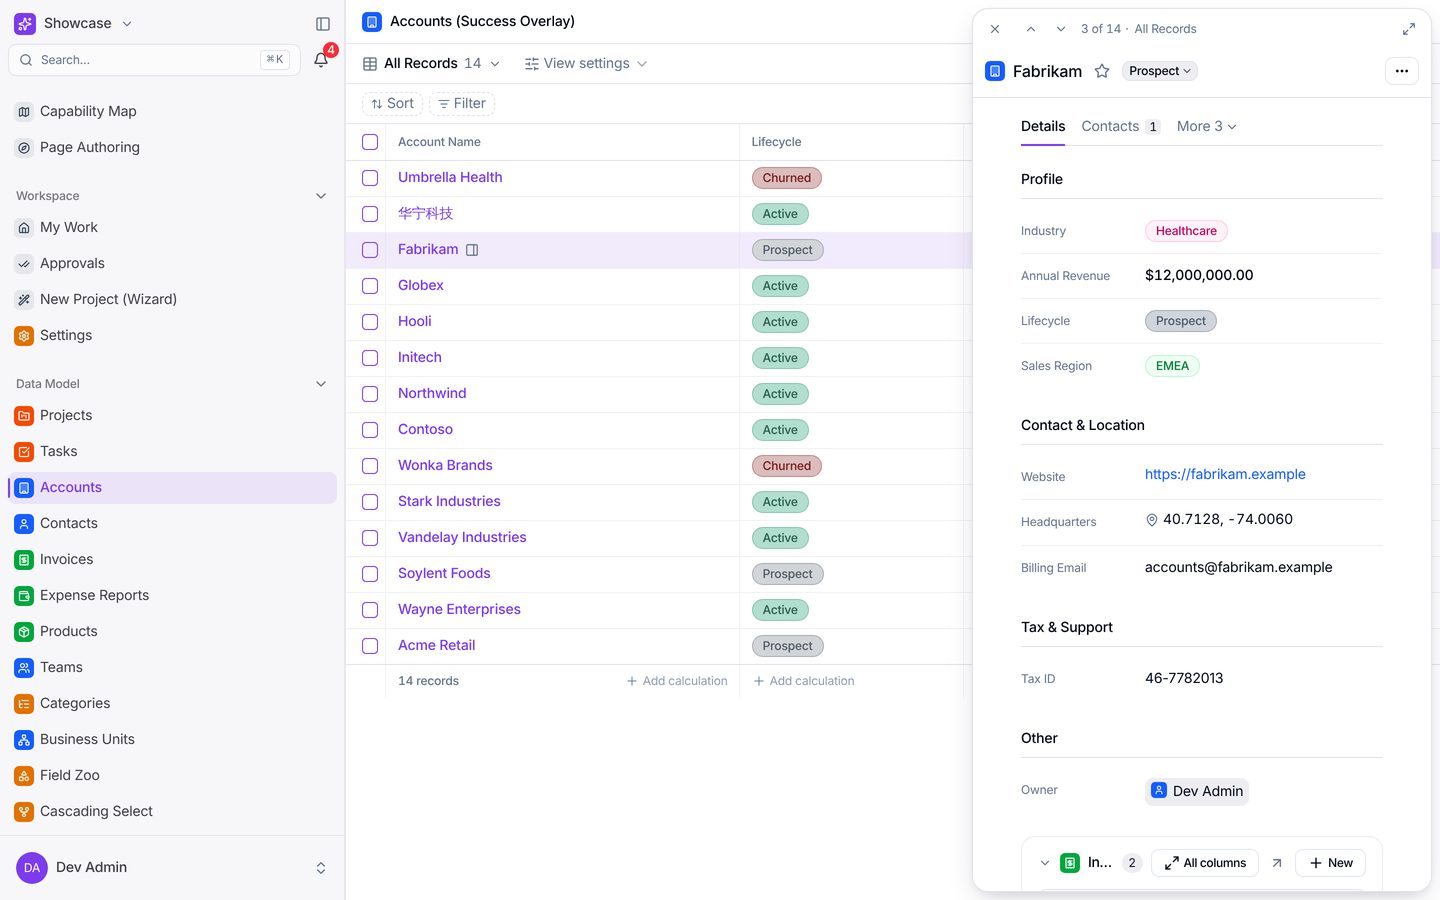 Showcase
Search...
⌘K
4
Capability Map
Page Authoring
Workspace
My Work
Approvals
New Project (Wizard)
Settings
Data Model
Projects
Tasks
Accounts
Contacts
Invoices
Expense Reports
Products
Teams
Categories
Business Units
Field Zoo
Cascading Select
DA Dev Admin
Accounts (Success Overlay)
All Records 14
View settings
Sort
Filter
Account Name Lifecycle
Umbrella Health Churned
华宁科技 Active
Fabrikam Prospect
Globex Active
Hooli Active
Initech Active
Northwind Active
Contoso Active
Wonka Brands Churned
Stark Industries Active
Vandelay Industries Active
Soylent Foods Prospect
Wayne Enterprises Active
Acme Retail Prospect
14 records + Add calculation + Add calculation
3 of 14 · All Records
Fabrikam Prospect
Details Contacts 1 More 3
Profile
Industry Healthcare
Annual Revenue $12,000,000.00
Lifecycle Prospect
Sales Region EMEA
Contact & Location
Website https://fabrikam.example
Headquarters 40.7128, -74.0060
Billing Email accounts@fabrikam.example
Tax & Support
Tax ID 46-7782013
Other
Owner Dev Admin
In... 2 All columns + New